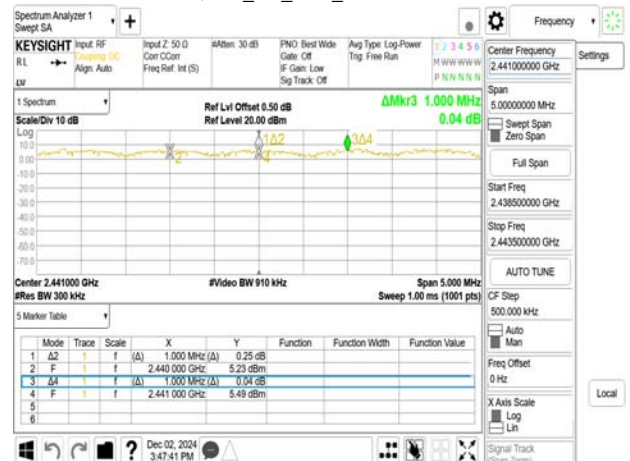 Spectrum Analyzer 1
Swept SA
+
Frequency
KEYSIGHT Input: RF Input Z: 50 Ω #Atten: 30 dB PNO: Best Wide Avg Type: Log-Power 1 2 3 4 5 6
RL Coupling: DC Corr CCorr Gate: Off Trig: Free Run M W W W W W
Align: Auto Freq Ref: Int (S) IF Gain: Low P N N N N N
Sig Track: Off
LW
1 Spectrum
Ref Lvl Offset 0.50 dB ΔMkr3 1.000 MHz
Scale/Div 10 dB Ref Level 20.00 dBm 0.04 dB
Log
10.0
0.00
-10.0
-20.0
-30.0
-40.0
-50.0
-60.0
-70.0
1Δ2
3Δ4
2
4
Center 2.441000 GHz #Video BW 910 kHz Span 5.000 MHz
#Res BW 300 kHz Sweep 1.00 ms (1001 pts)
5 Marker Table
Mode Trace Scale X Y Function Function Width Function Value
1 Δ2 1 f (Δ) 1.000 MHz (Δ) 0.25 dB
2 F 1 f 2.440 000 GHz 5.23 dBm
3 Δ4 1 f (Δ) 1.000 MHz (Δ) 0.04 dB
4 F 1 f 2.441 000 GHz 5.49 dBm
5
6
? Dec 02, 2024
3:47:41 PM
Center Frequency
2.441000000 GHz
Settings
Span
5.00000000 MHz
Swept Span
Zero Span
Full Span
Start Freq
2.438500000 GHz
Stop Freq
2.443500000 GHz
AUTO TUNE
CF Step
500.000 kHz
Auto
Man
Freq Offset
0 Hz
Local
X Axis Scale
Log
Lin
Signal Track
(Span Zoom)